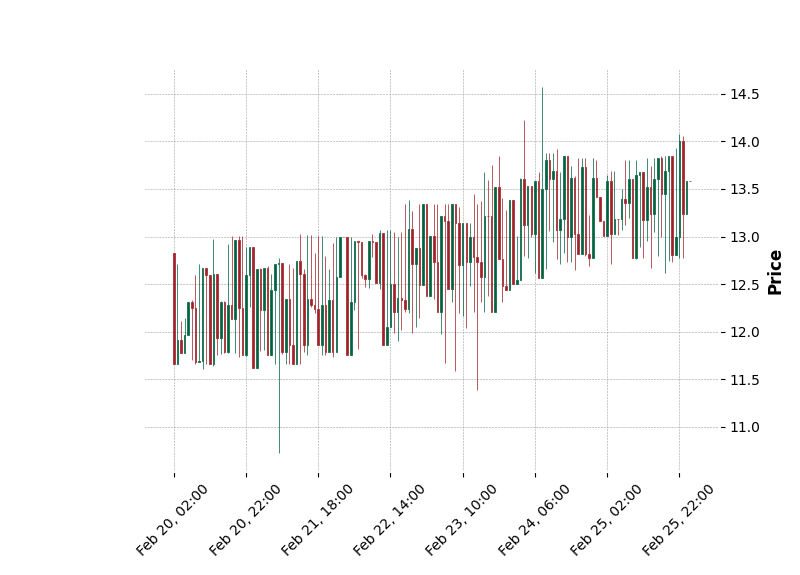 14.5
14.0
13.5
13.0
12.5
12.0
11.5
11.0
Price
Feb 20, 02:00
Feb 20, 22:00
Feb 21, 18:00
Feb 22, 14:00
Feb 23, 10:00
Feb 24, 06:00
Feb 25, 02:00
Feb 25, 22:00